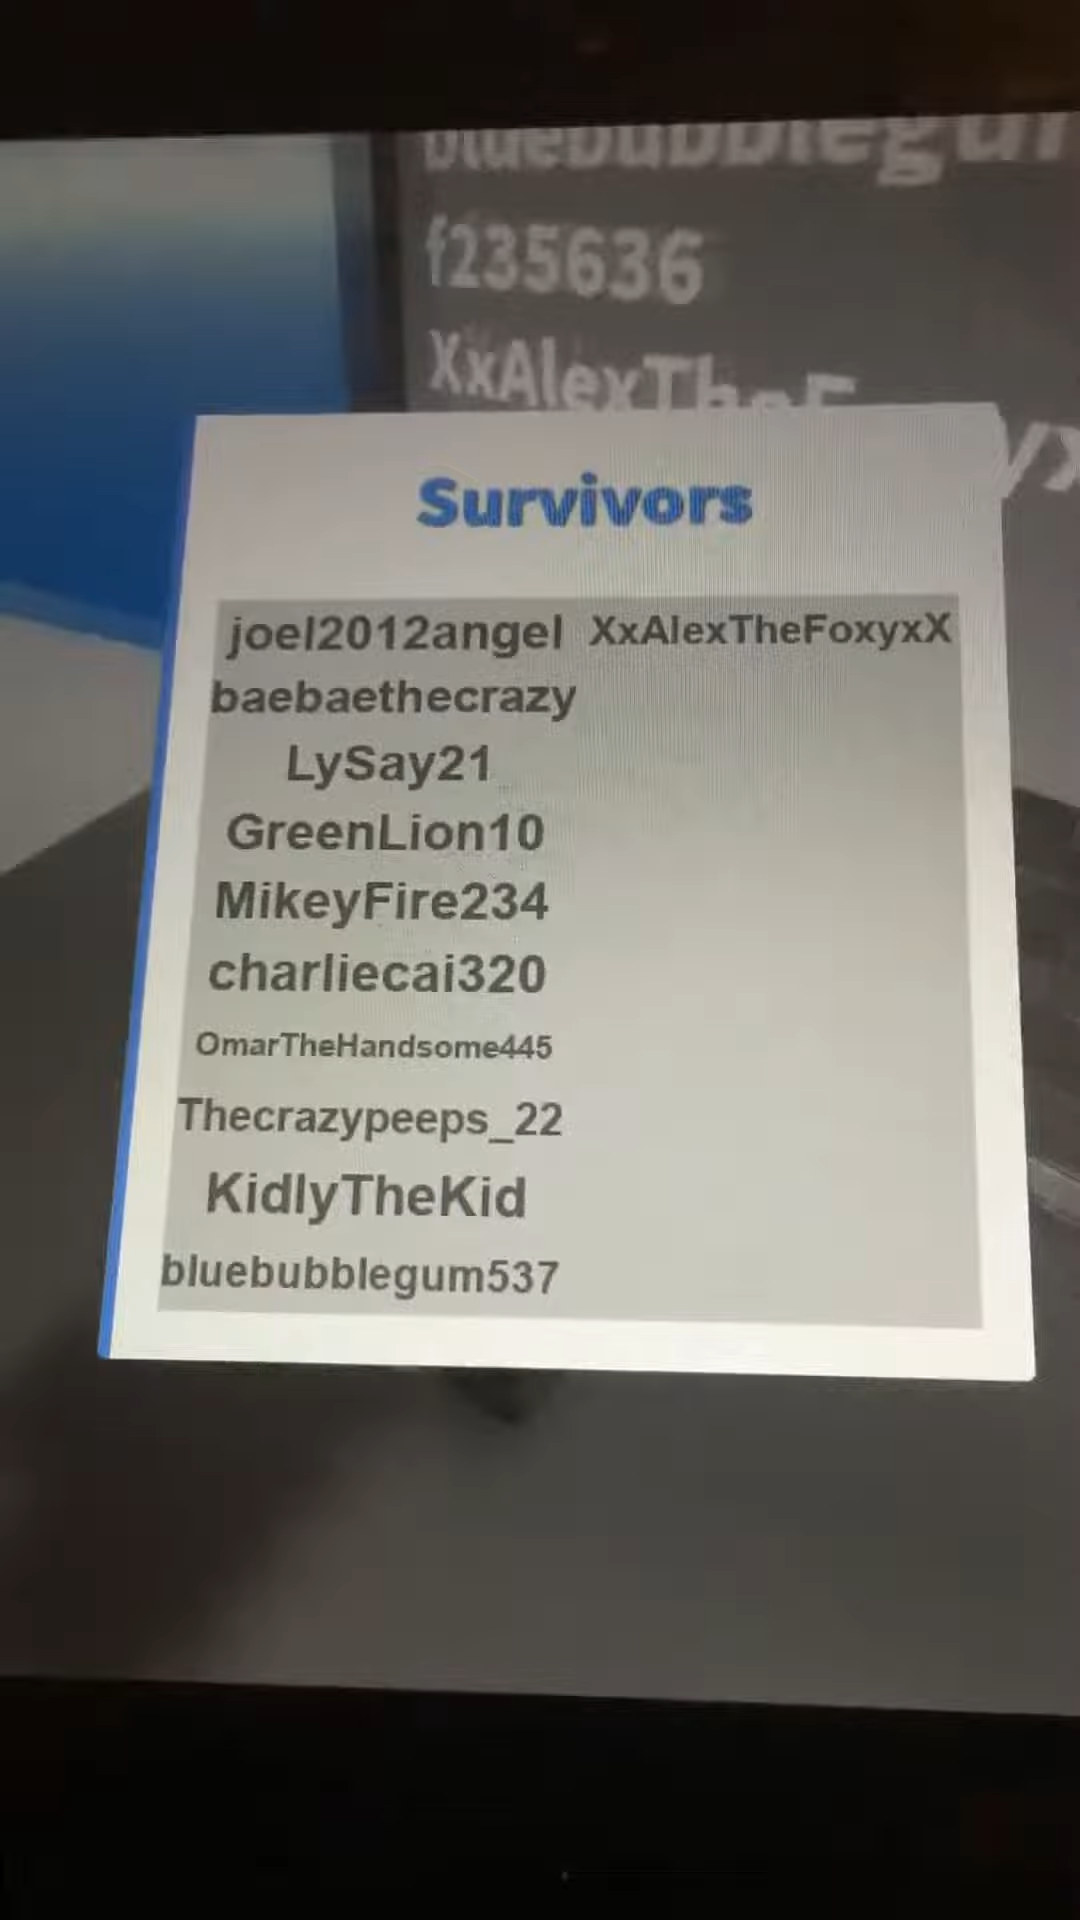 f235636
Survivors
joel2012angel XxAlexTheFoxyxX
baebaethecrazy
LySay21
GreenLion10
MikeyFire234
charliecai320
OmarTheHandsome445
Thecrazypeeps_22
KidlyTheKid
bluebubblegum537